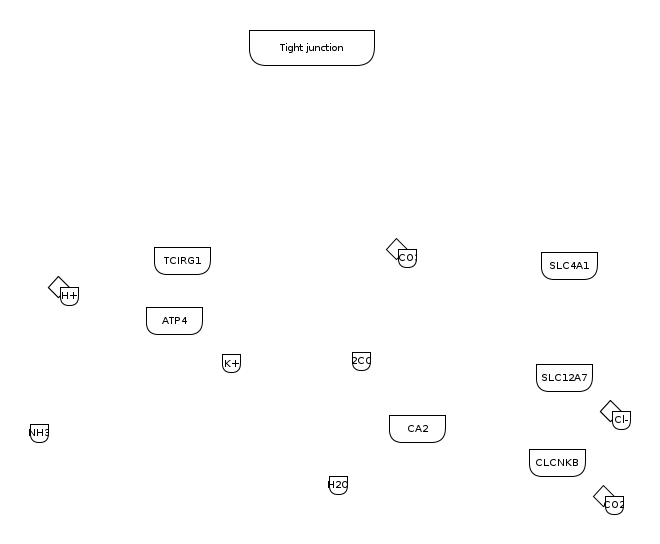 Tight junction
TCIRG1
CO
SLC4A1
H+
ATP4
K+
2CO
SLC12A7
Cl-
NH3
CA2
CLCNKB
H2O
CO2